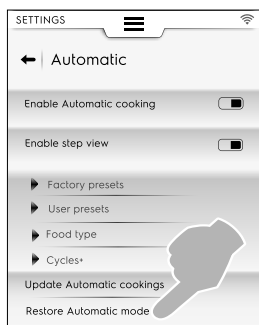 SETTINGS
Automatic
Enable Automatic cooking
Enable step view
Factory presets
User presets
Food type
Cycles+
Update Automatic cookings
Restore Automatic mode